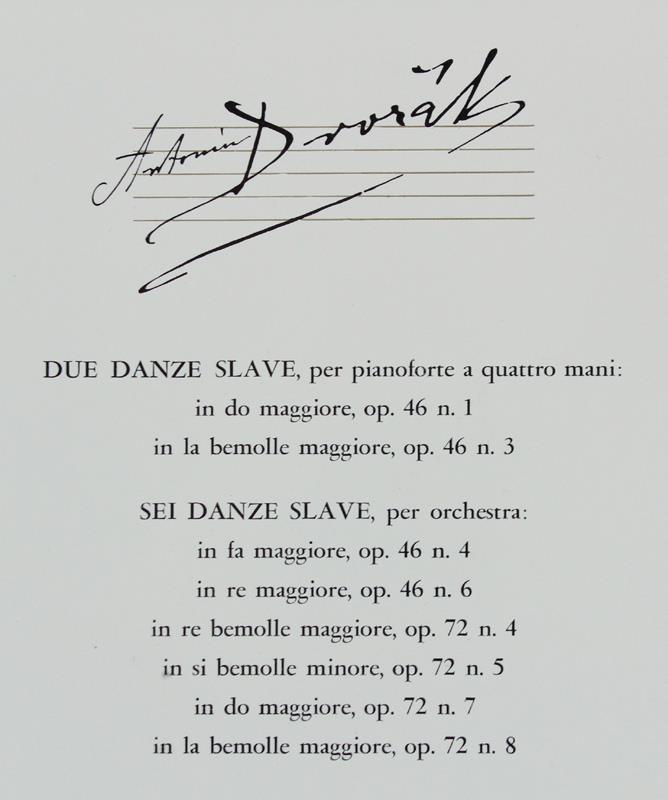 Antonín Dvořák
DUE DANZE SLAVE, per pianoforte a quattro mani:
in do maggiore, op. 46 n. 1
in la bemolle maggiore, op. 46 n. 3
SEI DANZE SLAVE, per orchestra:
in fa maggiore, op. 46 n. 4
in re maggiore, op. 46 n. 6
in re bemolle maggiore, op. 72 n. 4
in si bemolle minore, op. 72 n. 5
in do maggiore, op. 72 n. 7
in la bemolle maggiore, op. 72 n. 8